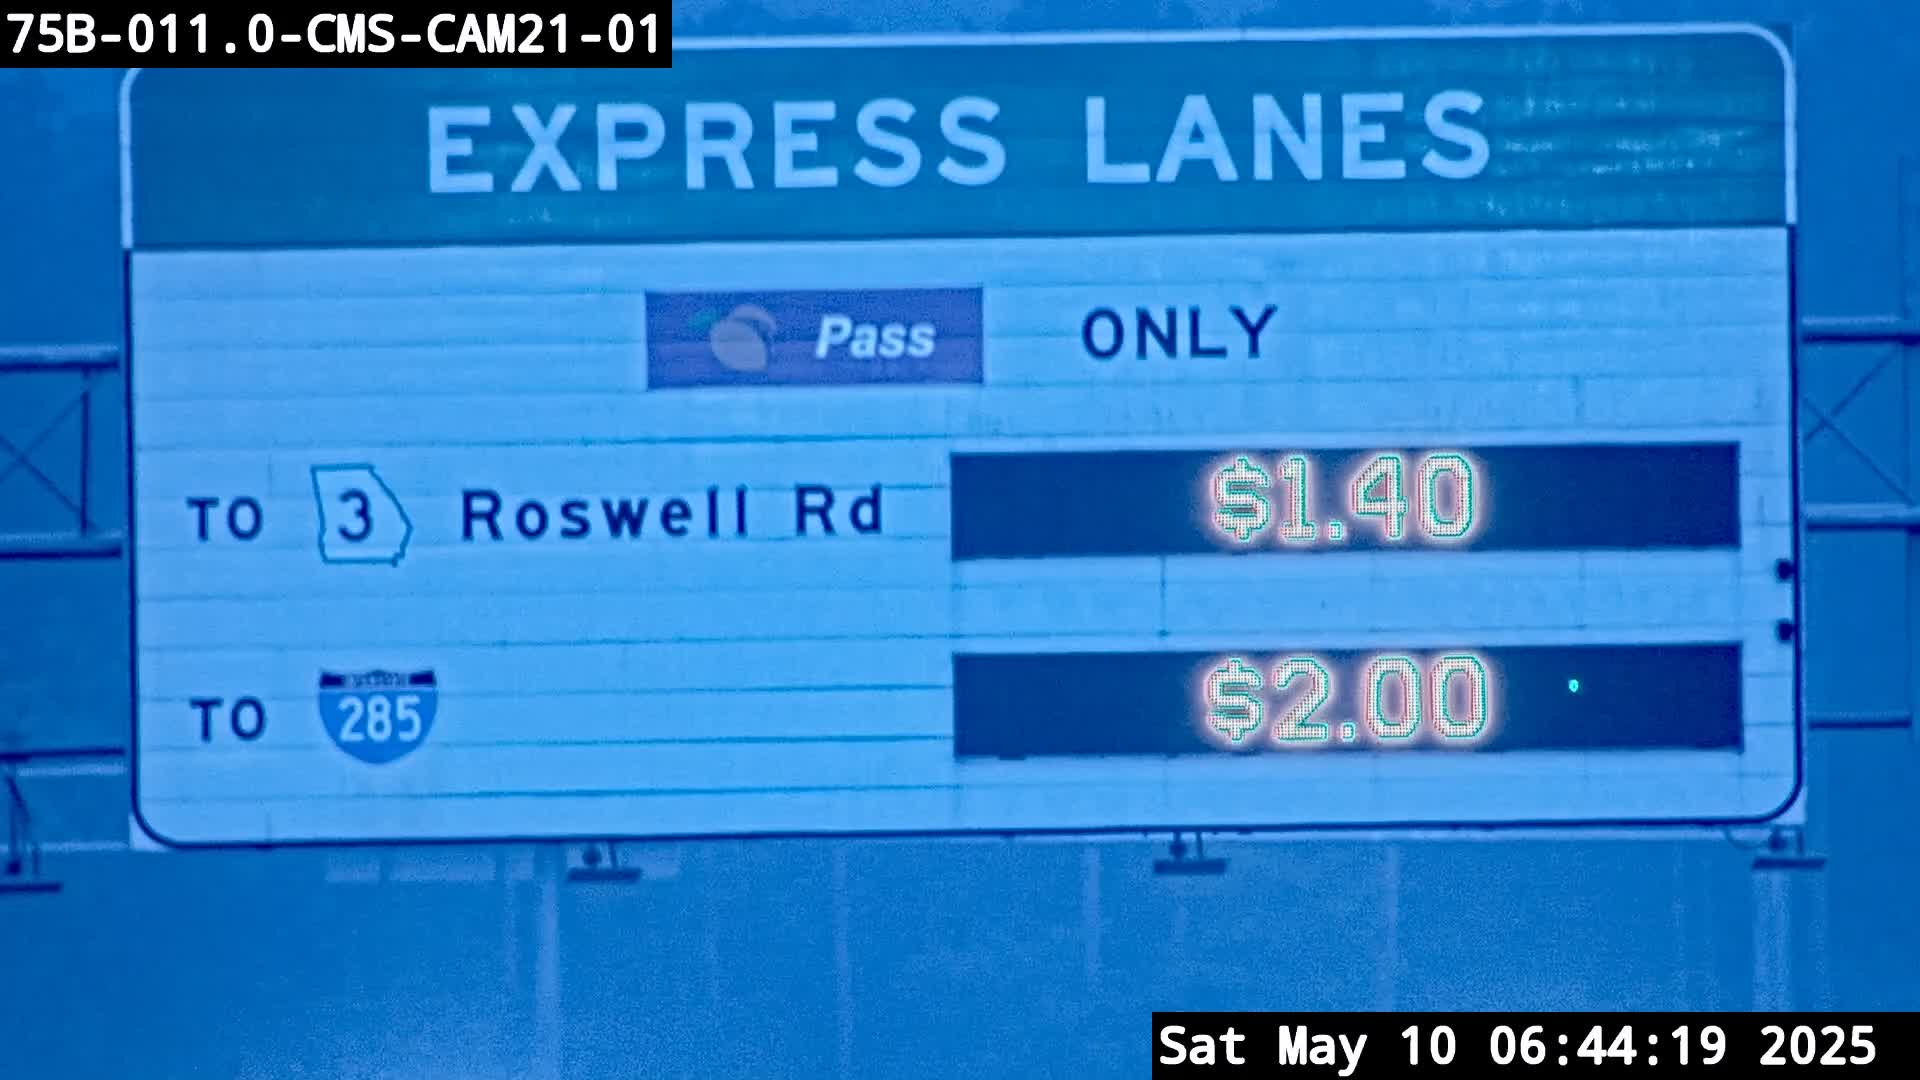 75B-011.0-CMS-CAM21-01
EXPRESS LANES
Pass ONLY
TO 3 Roswell Rd $1.40
TO 285 $2.00
Sat May 10 06:44:19 2025